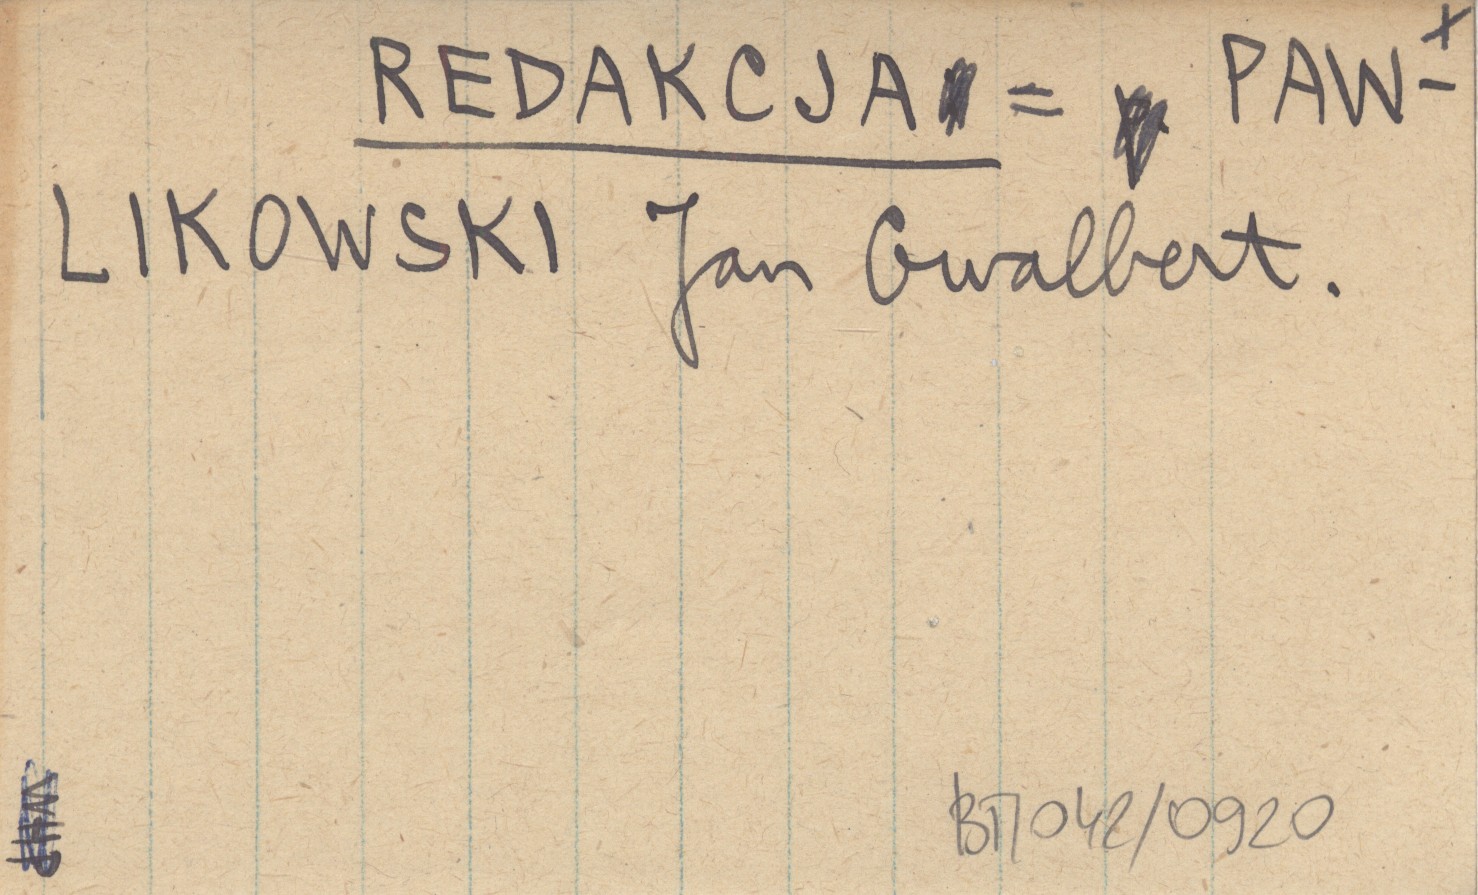 REDAKCJA = PAW-
LIKOWSKI Jan Gwalbert.
BT/042/0920